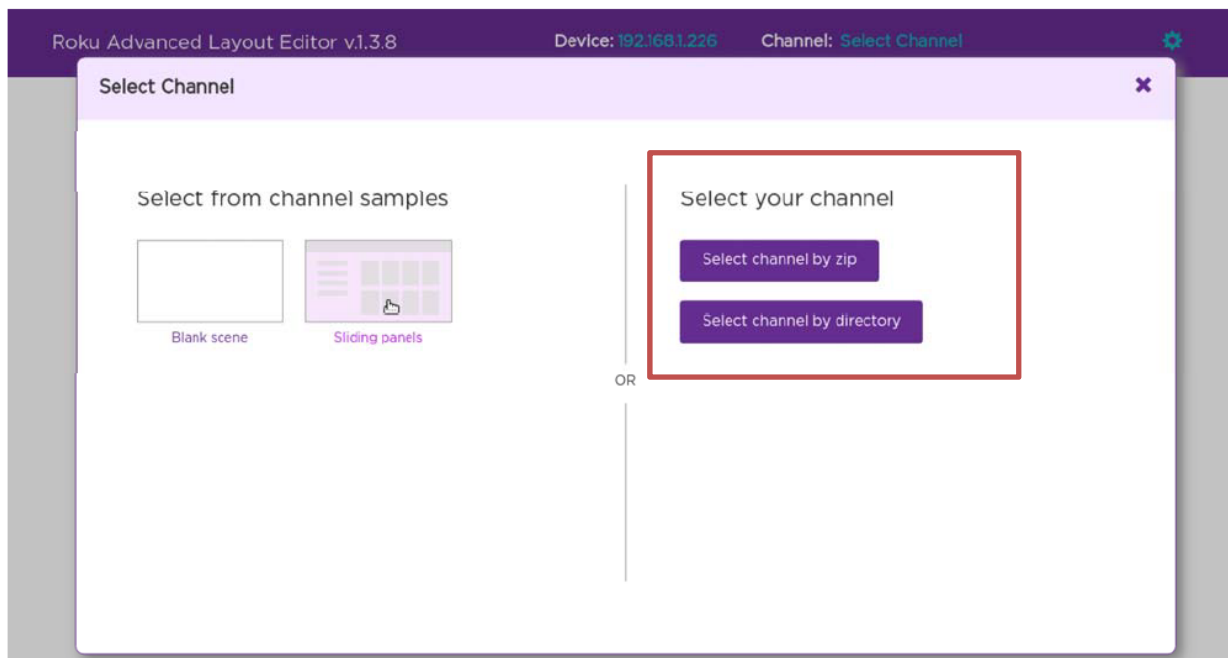 Roku Advanced Layout Editor v.1.3.8 Device: 192.168.1.226 Channel: Select Channel
Select Channel
Select from channel samples
Blank scene Sliding panels
OR
Select your channel
Select channel by zip
Select channel by directory